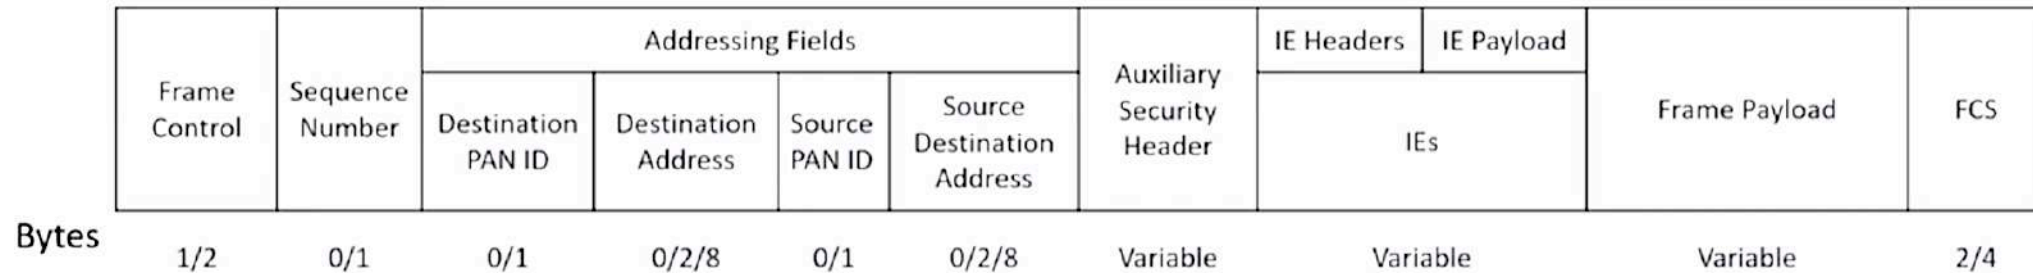 Addressing Fields
IE Headers
IE Payload
Frame
Control
Sequence
Number
Destination
PAN ID
Destination
Address
Source
PAN ID
Source
Destination
Address
Auxiliary
Security
Header
IEs
Frame Payload
FCS
Bytes
1/2
0/1
0/1
0/2/8
0/1
0/2/8
Variable
Variable
Variable
2/4